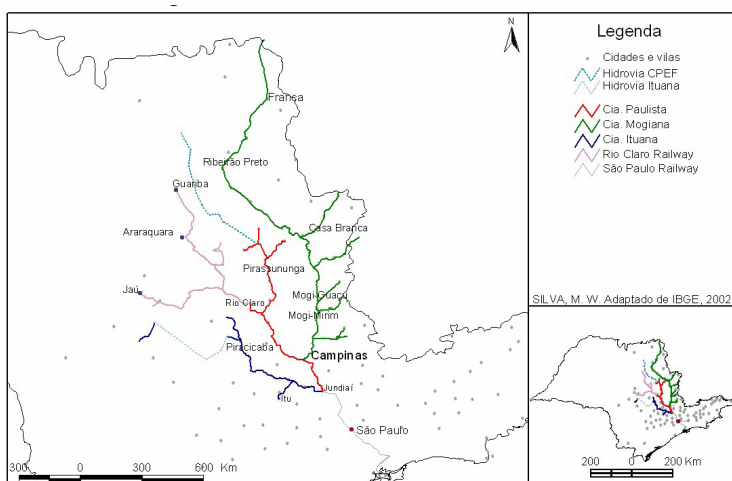 N
Franca
Ribeirão Preto
Guariba
Casa Branca
Araraquara
Pirassununga
Jaú
Mogi-Guaçú
Rio Claro
Mogi-Mirim
Piracicaba
Campinas
Jundiaí
Itu
São Paulo
300 0 300 600 Km
Legenda
Cidades e vilas
Hidrovia CPEF
Hidrovia Ituana
Cia. Paulista
Cia. Mogiana
Cia. Ituana
Rio Claro Railway
São Paulo Railway
SILVA, M. W. Adaptado de IBGE, 2002
200 0 200 Km